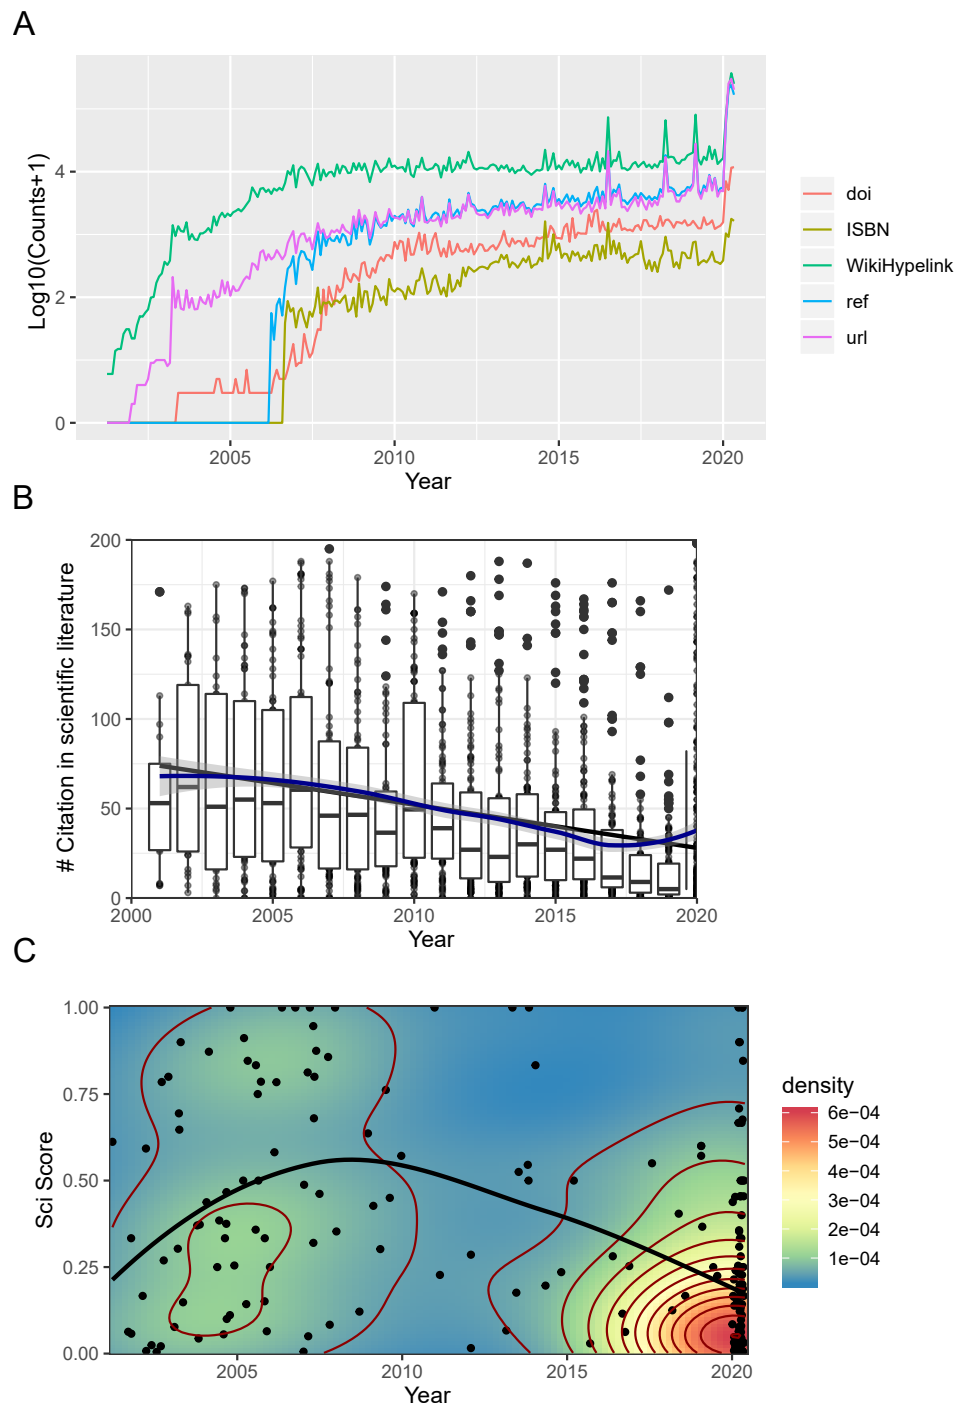 A
Log10(Counts+1)
4
2
0
2005
2010
2015
2020
Year
doi
ISBN
WikiHypelink
ref
url
B
# Citation in scientific literature
200
150
100
50
0
2000
2005
2010
2015
2020
Year
C
Sci Score
1.00
0.75
0.50
0.25
0.00
2005
2010
2015
2020
Year
density
6e−04
5e−04
4e−04
3e−04
2e−04
1e−04